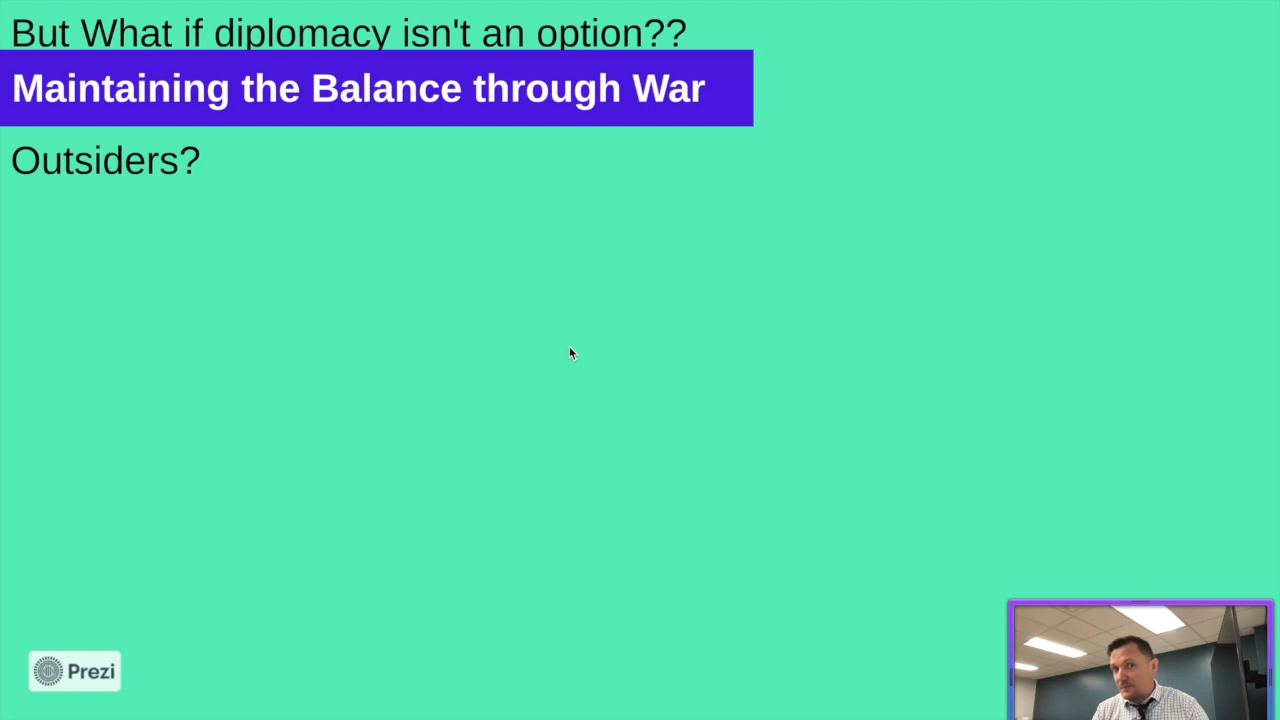 But What if diplomacy isn't an option??
Maintaining the Balance through War
Outsiders?
Prezi